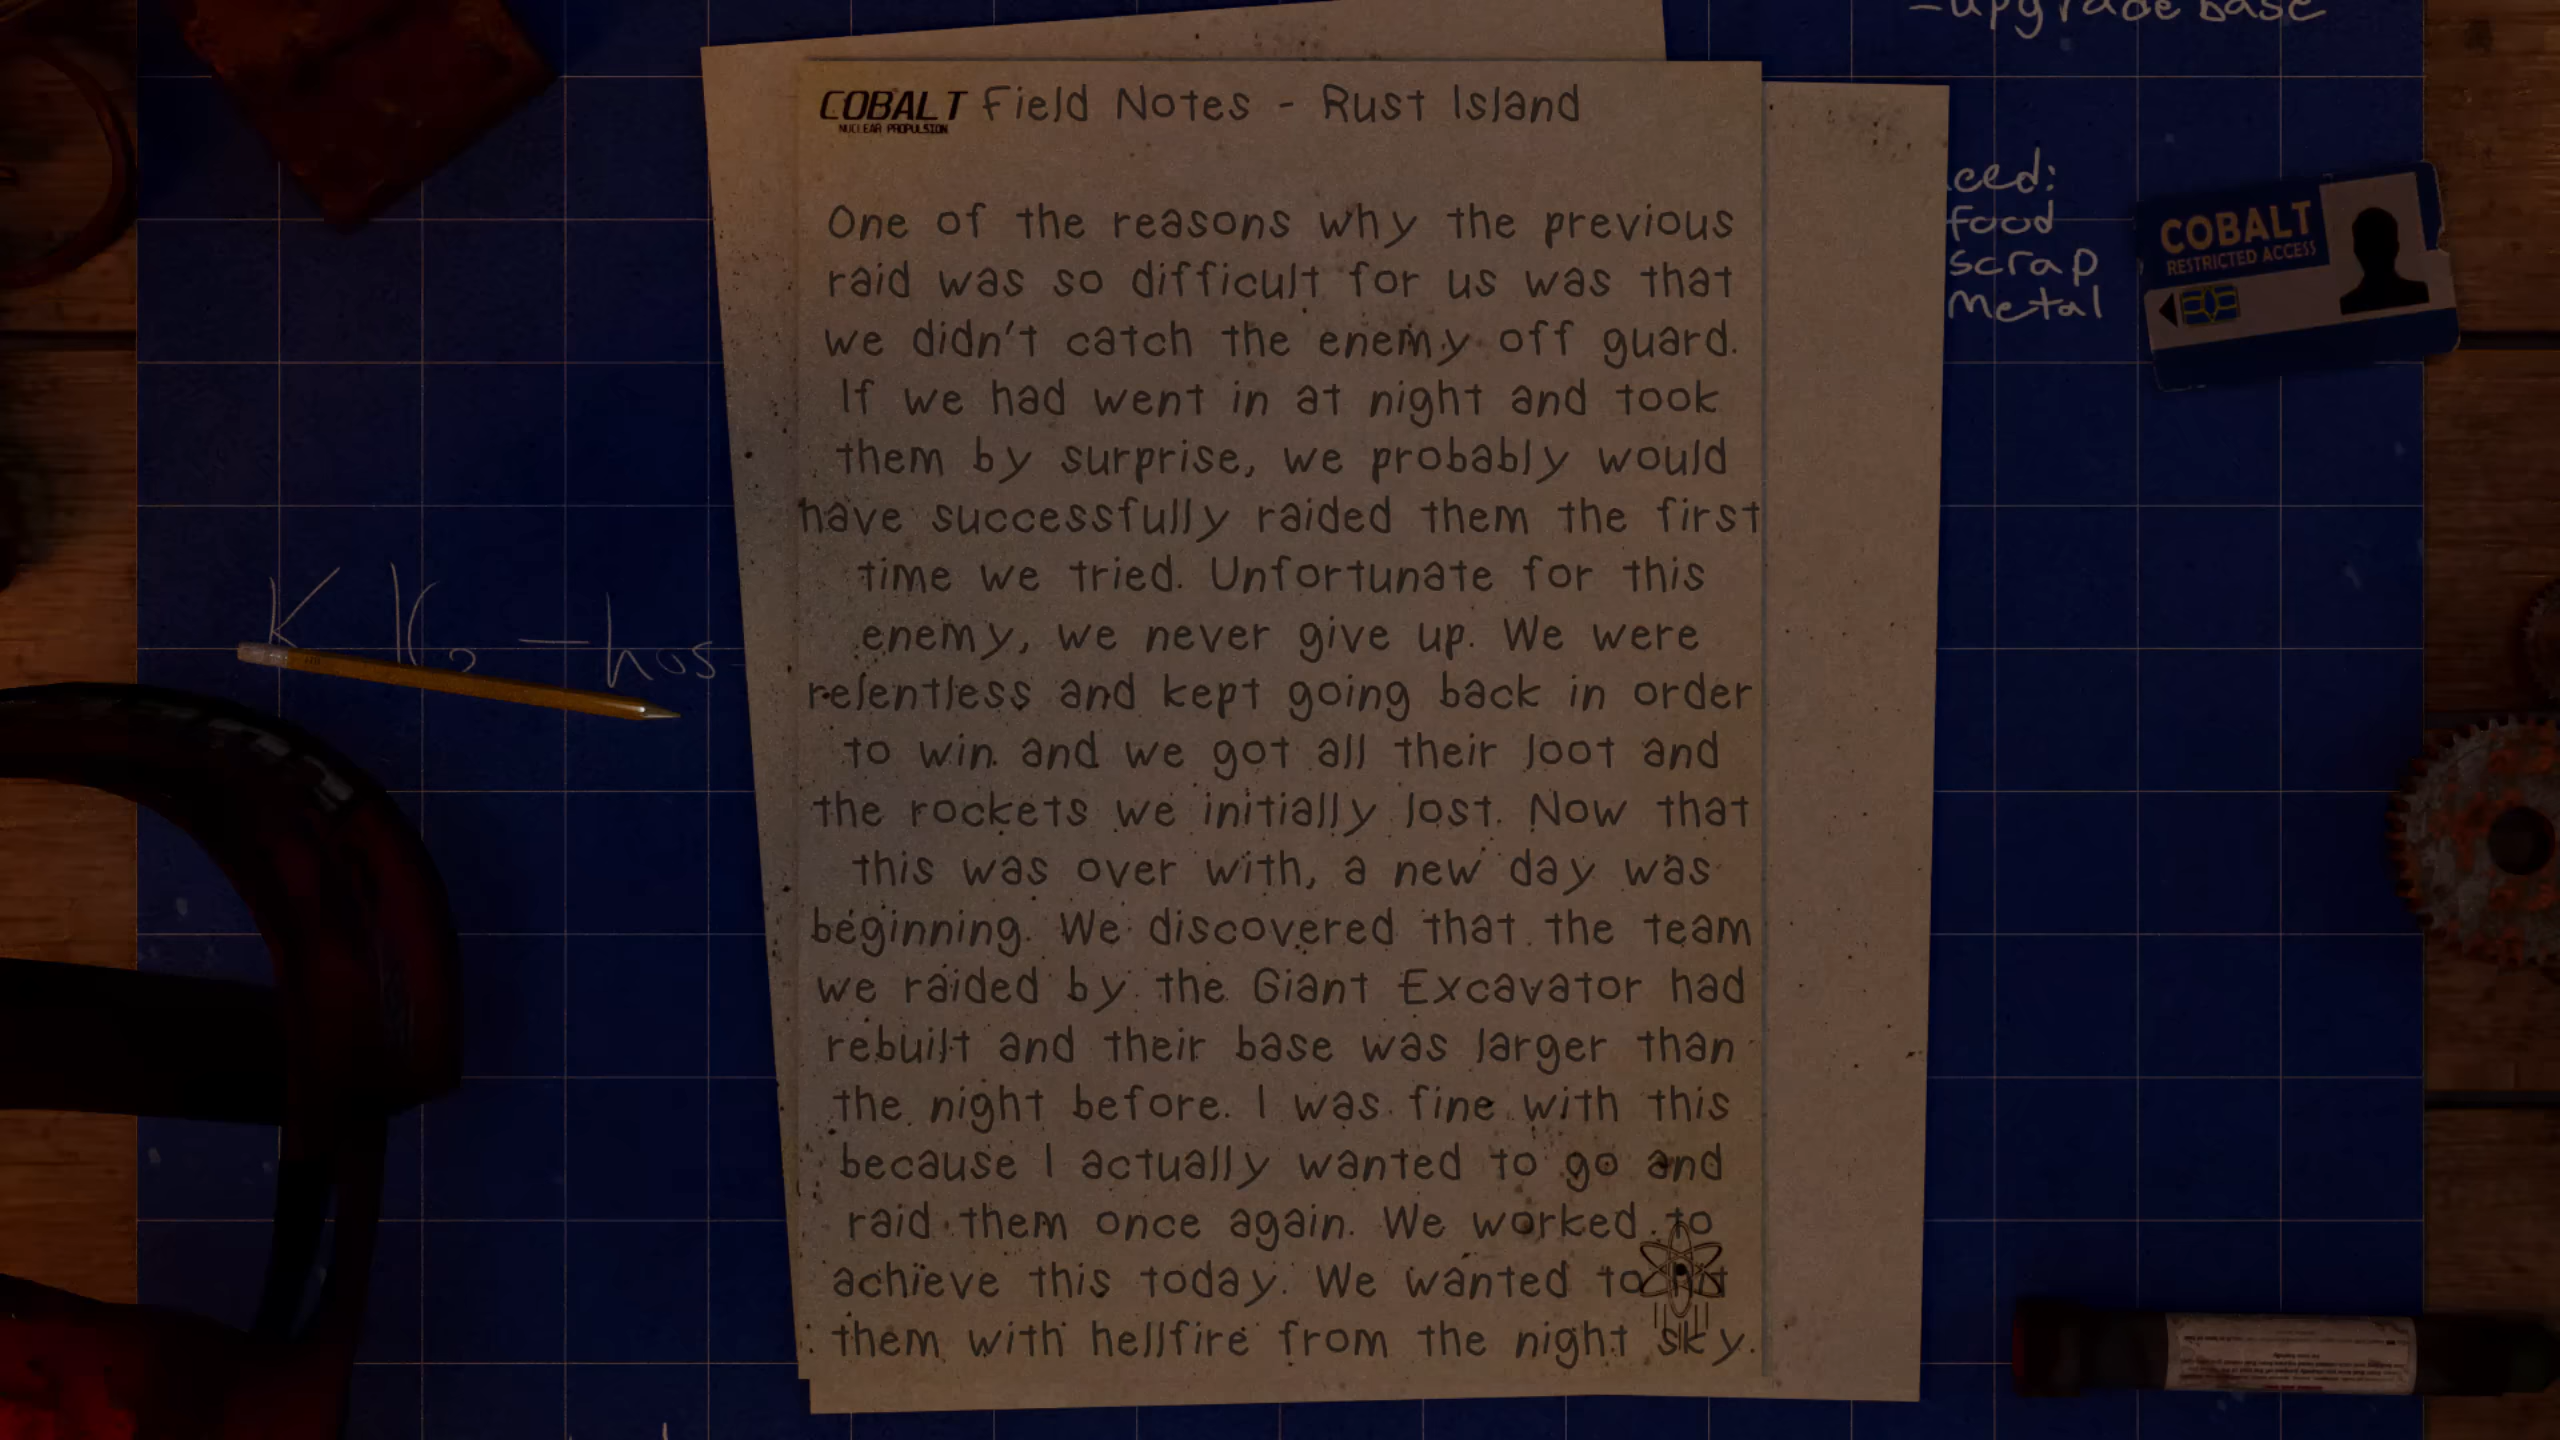 -upgrade base
COBALT Field Notes - Rust Island
NUCLEAR PROPULSION
One of the reasons why the previous
raid was so difficult for us was that
we didn't catch the enemy off guard.
If we had went in at night and took
them by surprise, we probably would
have successfully raided them the first
time we tried. Unfortunate for this
enemy, we never give up. We were
relentless and kept going back in order
to win and we got all their loot and
the rockets we initially lost. Now that
this was over with, a new day was
beginning. We discovered that the team
we raided by the Giant Excavator had
rebuilt and their base was larger than
the night before. I was fine with this
because I actually wanted to go and
raid them once again. We worked to
achieve this today. We wanted to hit
them with hellfire from the night sky.
eed:
food
scrap
Metal
COBALT
RESTRICTED ACCESS
has